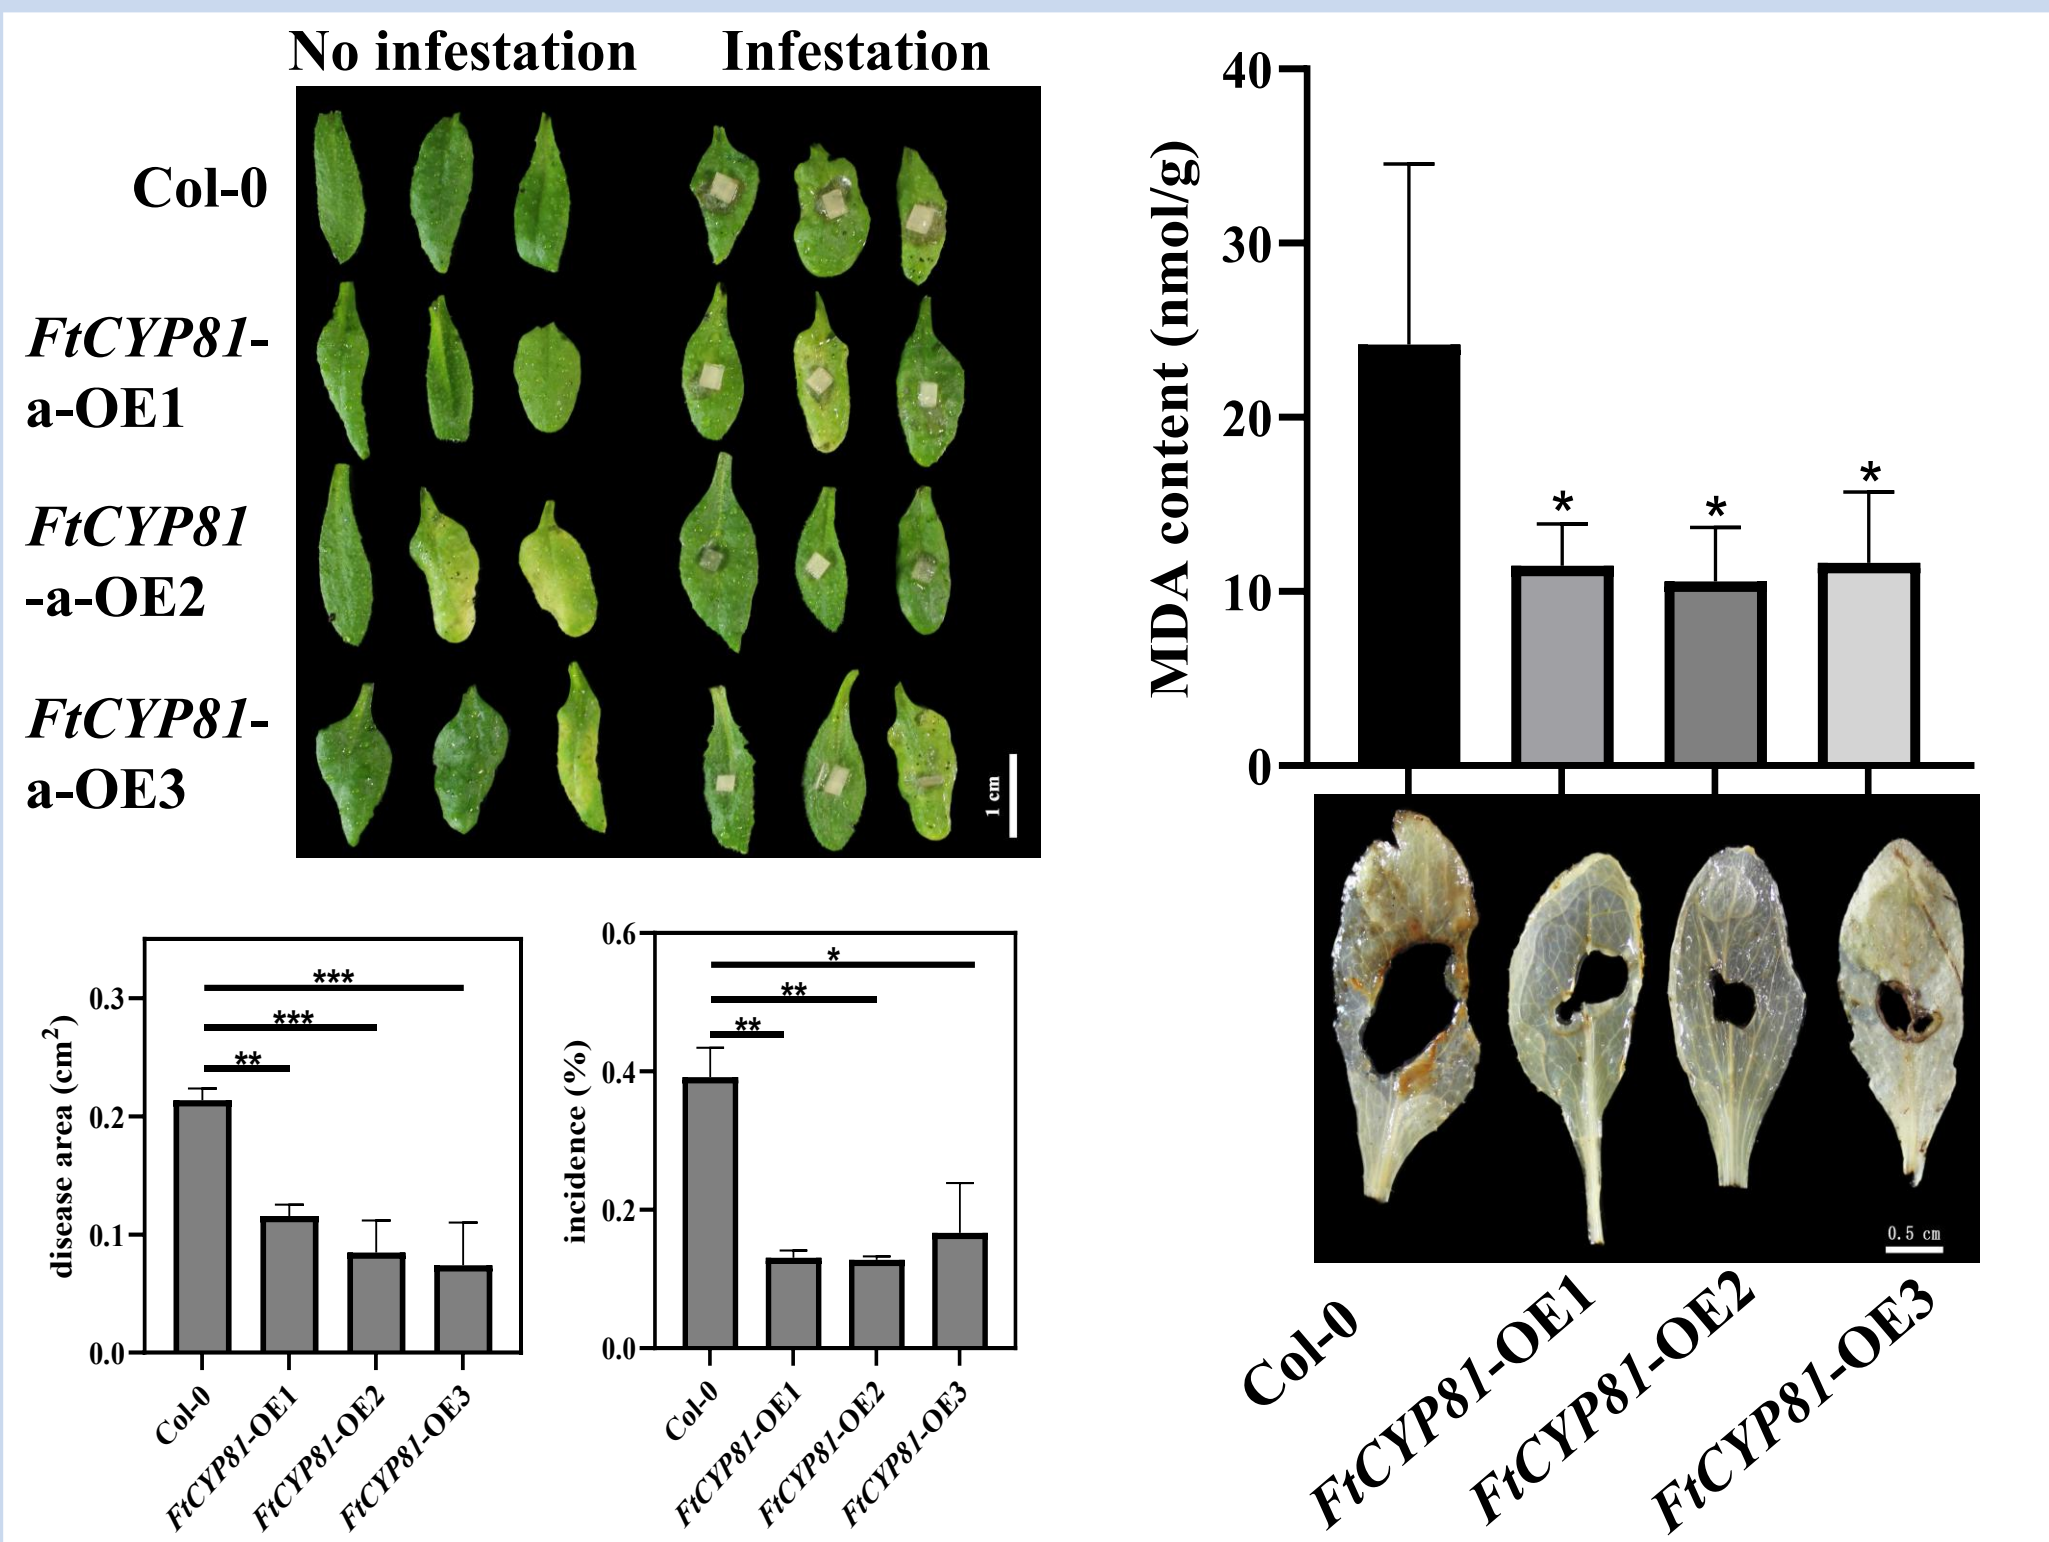 No infestation
Infestation
Col-0
FtCYP81-
a-OE1
FtCYP81
-a-OE2
FtCYP81-
a-OE3
1 cm
MDA content (nmol/g)
40
30
20
10
0
*
*
*
0.5 cm
Col-0
FtCYP81-OE1
FtCYP81-OE2
FtCYP81-OE3
disease area (cm²)
0.3
0.2
0.1
0.0
***
***
**
Col-0
FtCYP81-OE1
FtCYP81-OE2
FtCYP81-OE3
incidence (%)
0.6
0.4
0.2
0.0
*
**
**
Col-0
FtCYP81-OE1
FtCYP81-OE2
FtCYP81-OE3